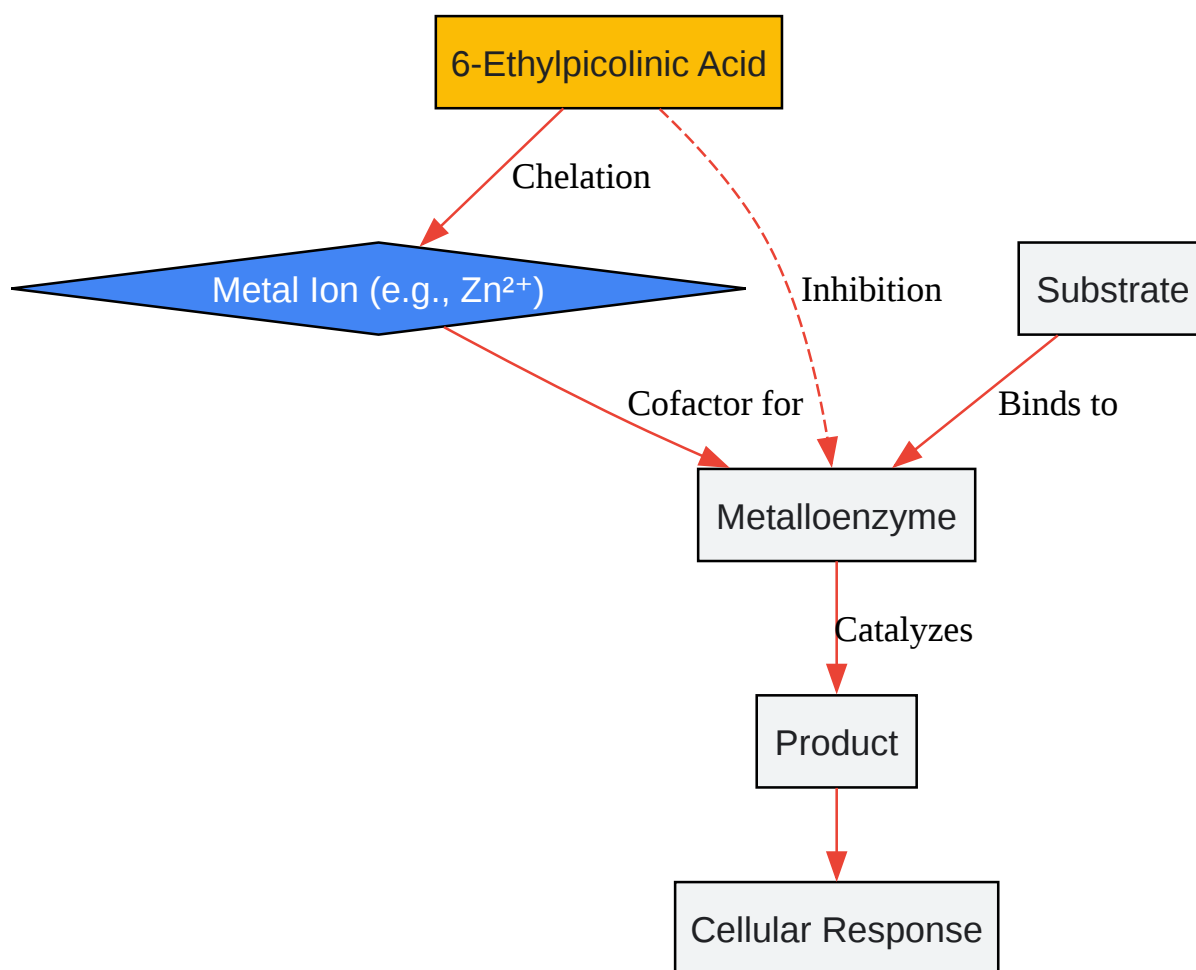 6-Ethylpicolinic Acid
Chelation
Metal Ion (e.g., Zn²⁺)
Inhibition
Substrate
Cofactor for
Binds to
Metalloenzyme
Catalyzes
Product
Cellular Response